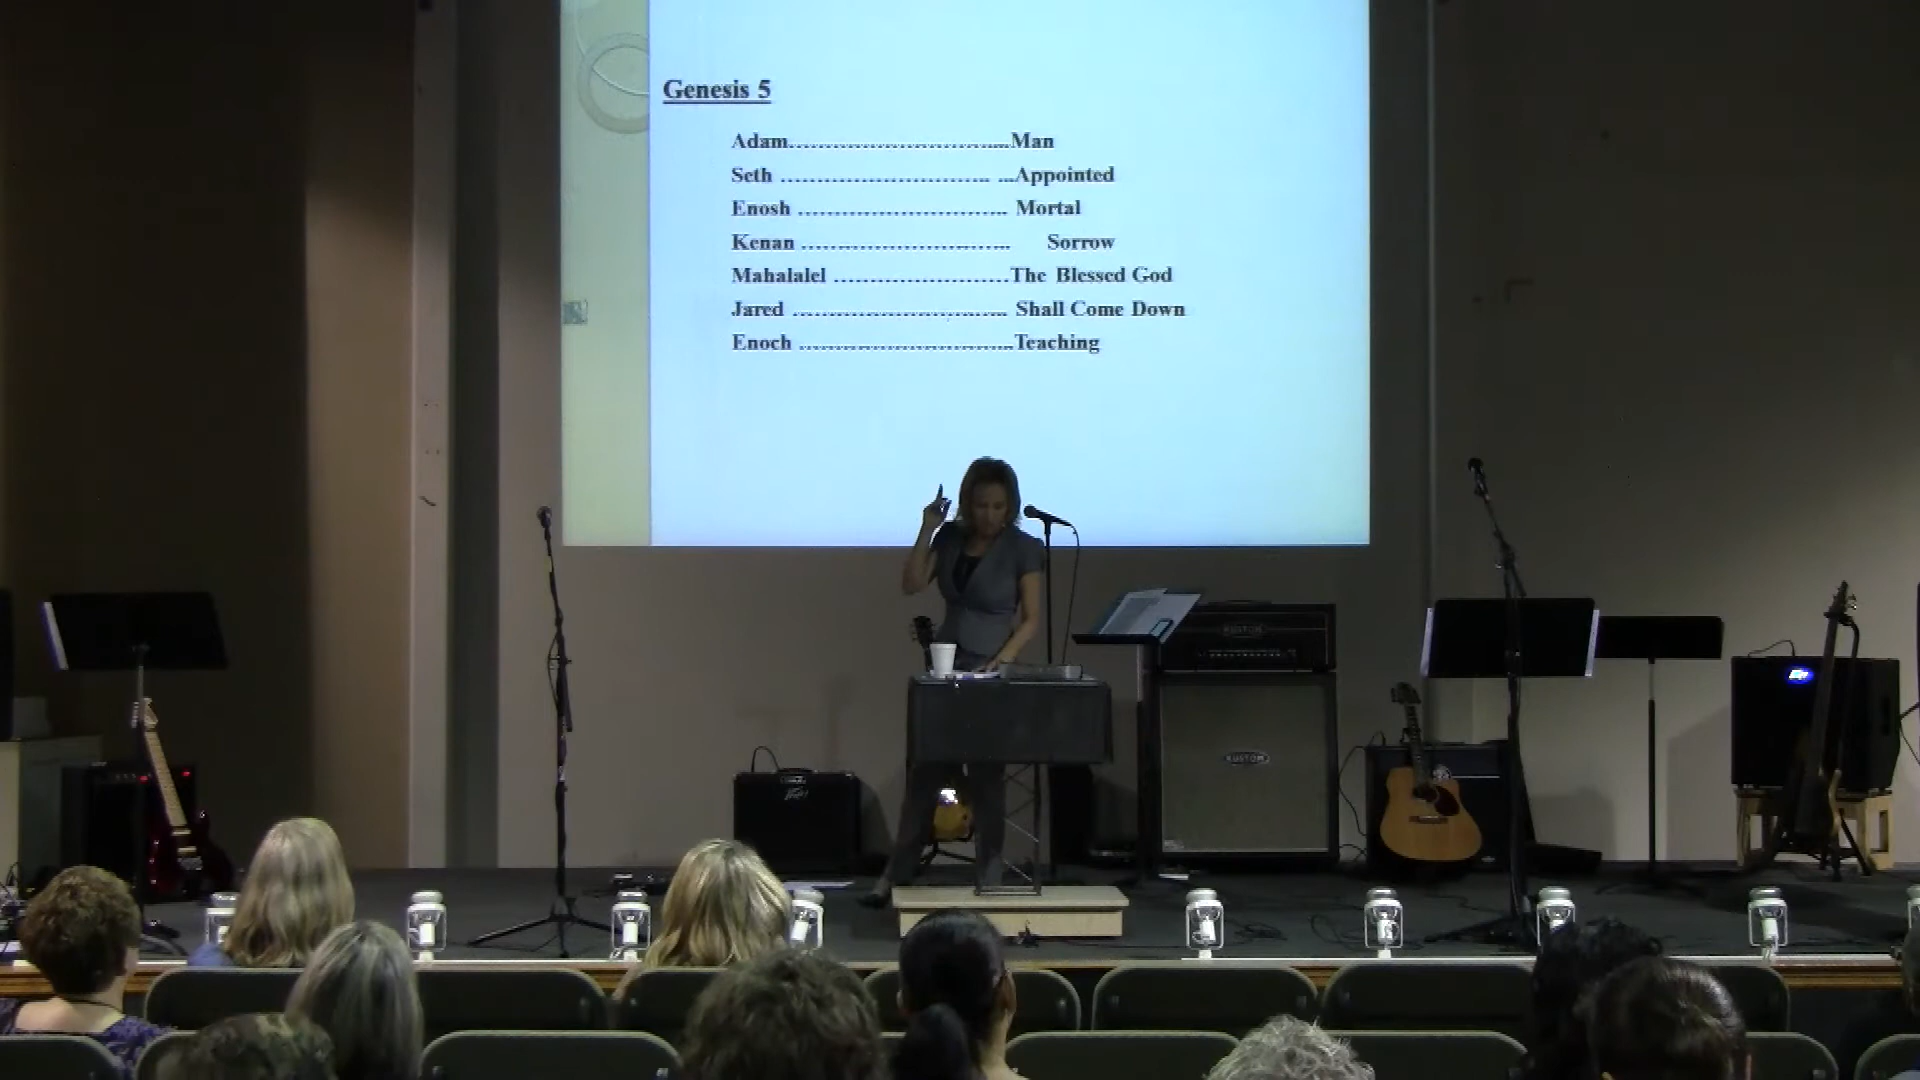 Genesis 5
Adam...............................Man
Seth ............................. ...Appointed
Enosh ............................. Mortal
Kenan ............................. Sorrow
Mahalalel ........................The Blessed God
Jared ............................. Shall Come Down
Enoch ..............................Teaching
KUSTOM
KUSTOM
Peavey